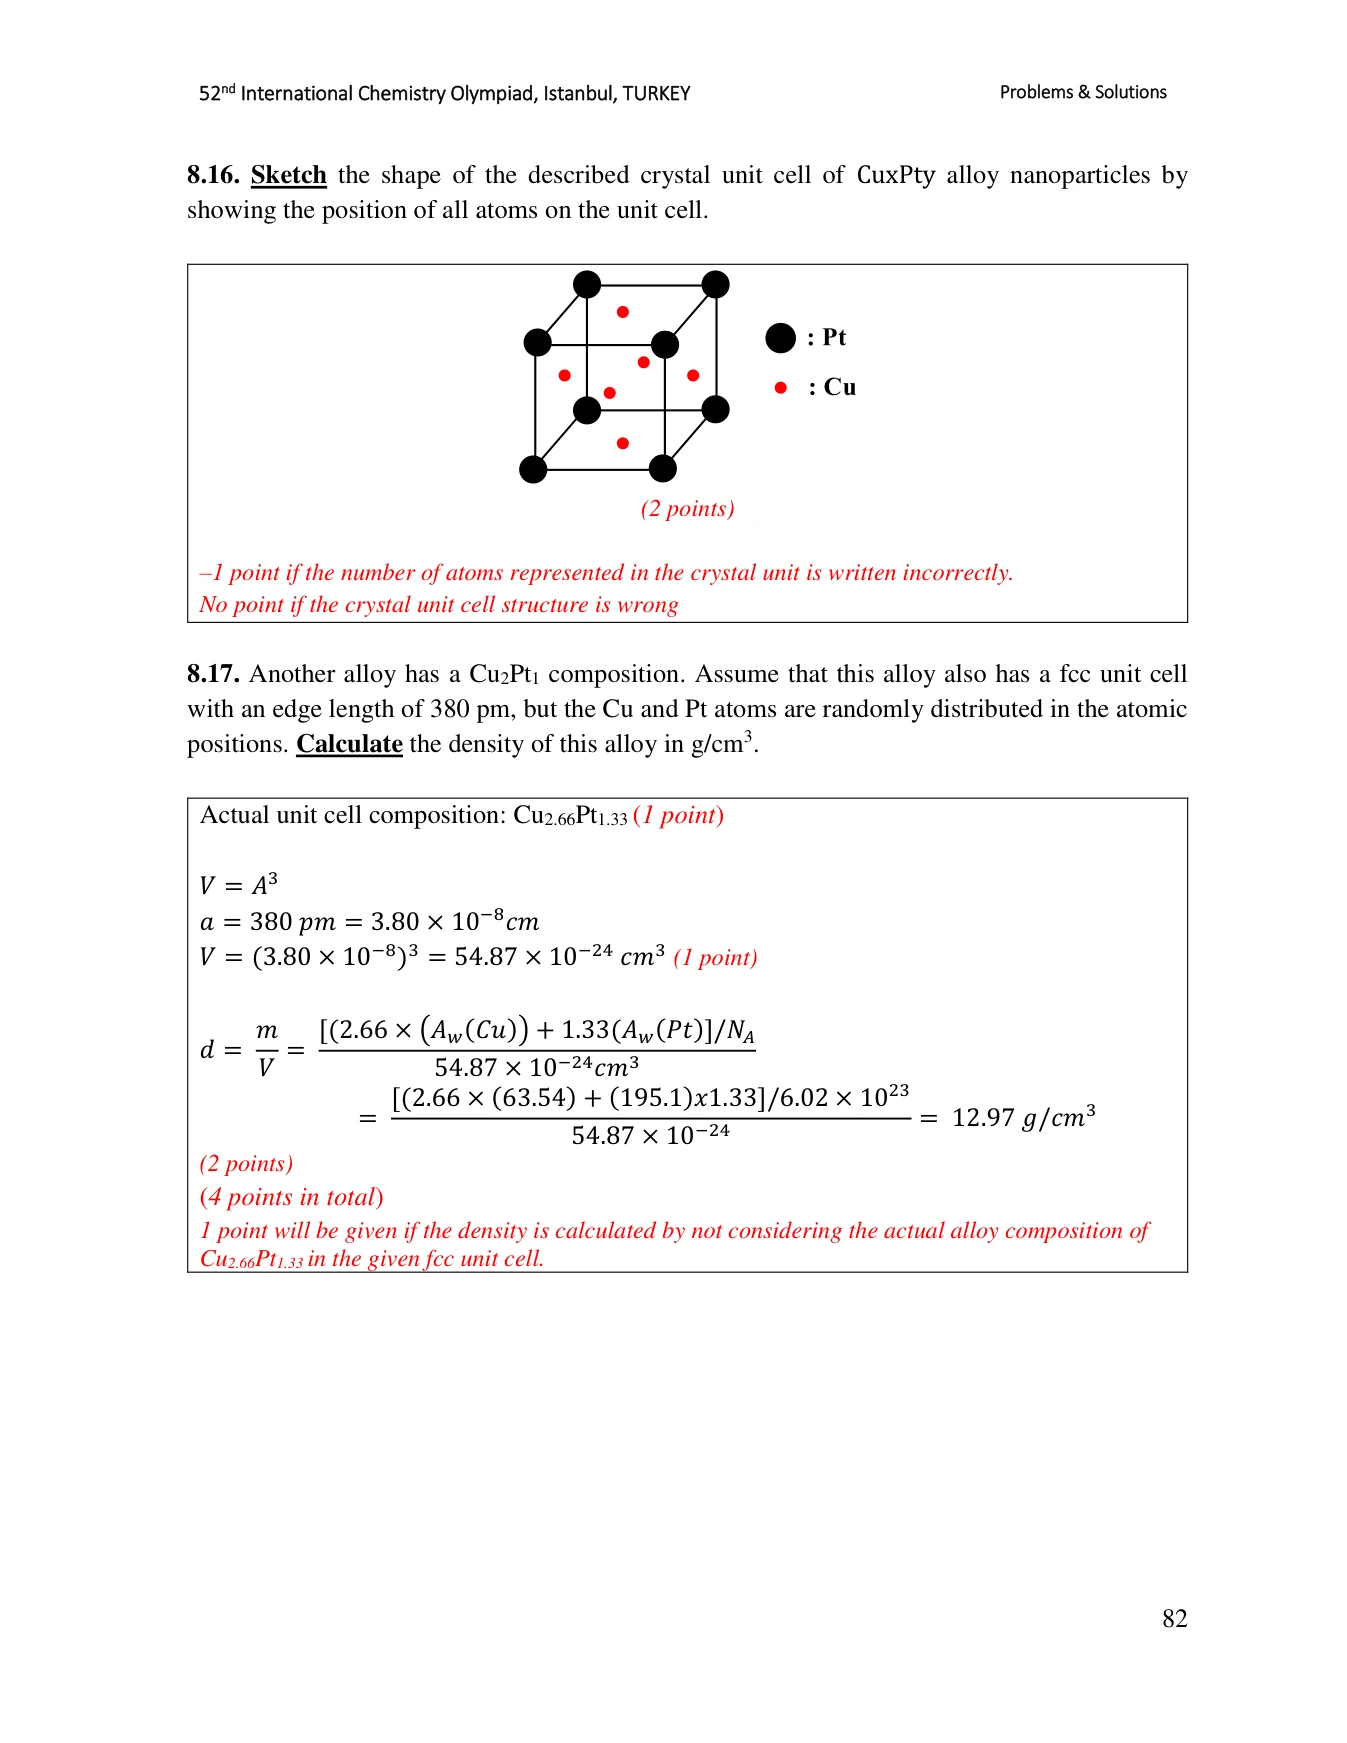 52nd International Chemistry Olympiad, Istanbul, TURKEY Problems & Solutions
8.16. Sketch the shape of the described crystal unit cell of CuxPty alloy nanoparticles by
showing the position of all atoms on the unit cell.
: Pt
: Cu
(2 points)
–1 point if the number of atoms represented in the crystal unit is written incorrectly.
No point if the crystal unit cell structure is wrong
8.17. Another alloy has a Cu₂Pt₁ composition. Assume that this alloy also has a fcc unit cell
with an edge length of 380 pm, but the Cu and Pt atoms are randomly distributed in the atomic
positions. Calculate the density of this alloy in g/cm³.
Actual unit cell composition: Cu₂.₆₆Pt₁.₃₃ (1 point)
V = A³
a = 380 pm = 3.80 × 10⁻⁸cm
V = (3.80 × 10⁻⁸)³ = 54.87 × 10⁻²⁴ cm³ (1 point)
d = m/V = [(2.66 × (A_w(Cu)) + 1.33(A_w(Pt)]/N_A / 54.87 × 10⁻²⁴cm³
= [(2.66 × (63.54) + (195.1)x1.33]/6.02 × 10²³ / 54.87 × 10⁻²⁴ = 12.97 g/cm³
(2 points)
(4 points in total)
1 point will be given if the density is calculated by not considering the actual alloy composition of
Cu₂.₆₆Pt₁.₃₃ in the given fcc unit cell.
82